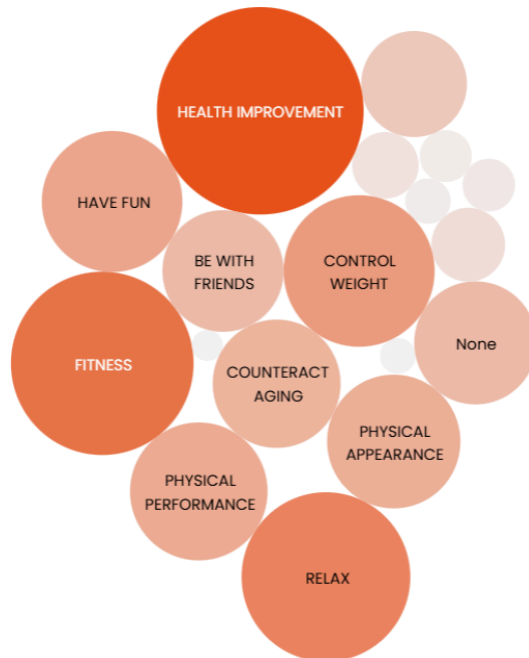 HEALTH IMPROVEMENT
HAVE FUN
BE WITH
FRIENDS
CONTROL
WEIGHT
FITNESS
None
COUNTERACT
AGING
PHYSICAL
APPEARANCE
PHYSICAL
PERFORMANCE
RELAX